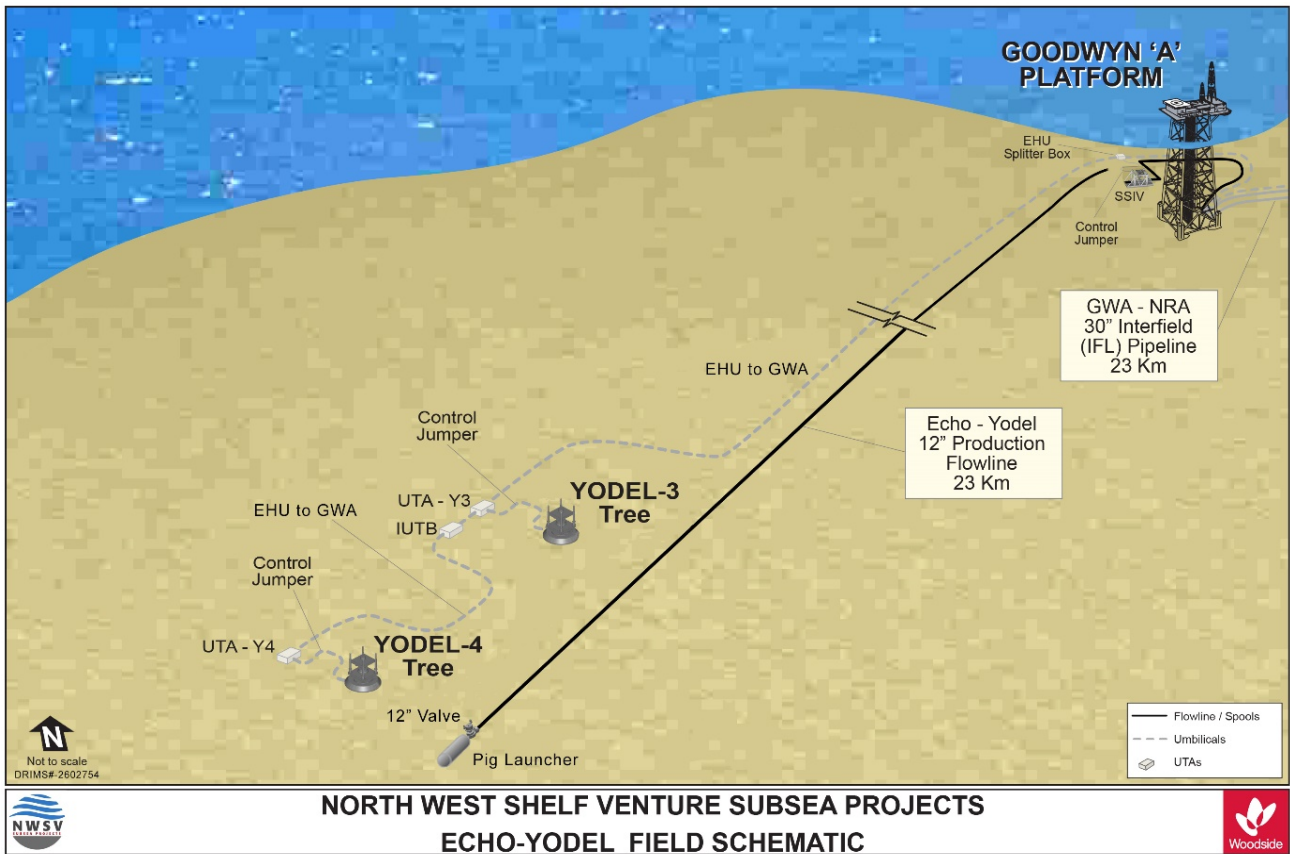 GOODWYN ‘A’
PLATFORM
EHU
Splitter Box
SSIV
Control
Jumper
GWA - NRA
30” Interfield
(IFL) Pipeline
23 Km
EHU to GWA
Echo - Yodel
12” Production
Flowline
23 Km
Control
Jumper
UTA - Y3
YODEL-3
Tree
IUTB
EHU to GWA
Control
Jumper
UTA - Y4
YODEL-4
Tree
12” Valve
Pig Launcher
N
Not to scale
DRIMS#-2602754
Flowline / Spools
Umbilicals
UTAs
NWSV
SUBSEA PROJECTS
NORTH WEST SHELF VENTURE SUBSEA PROJECTS
ECHO-YODEL FIELD SCHEMATIC
Woodside